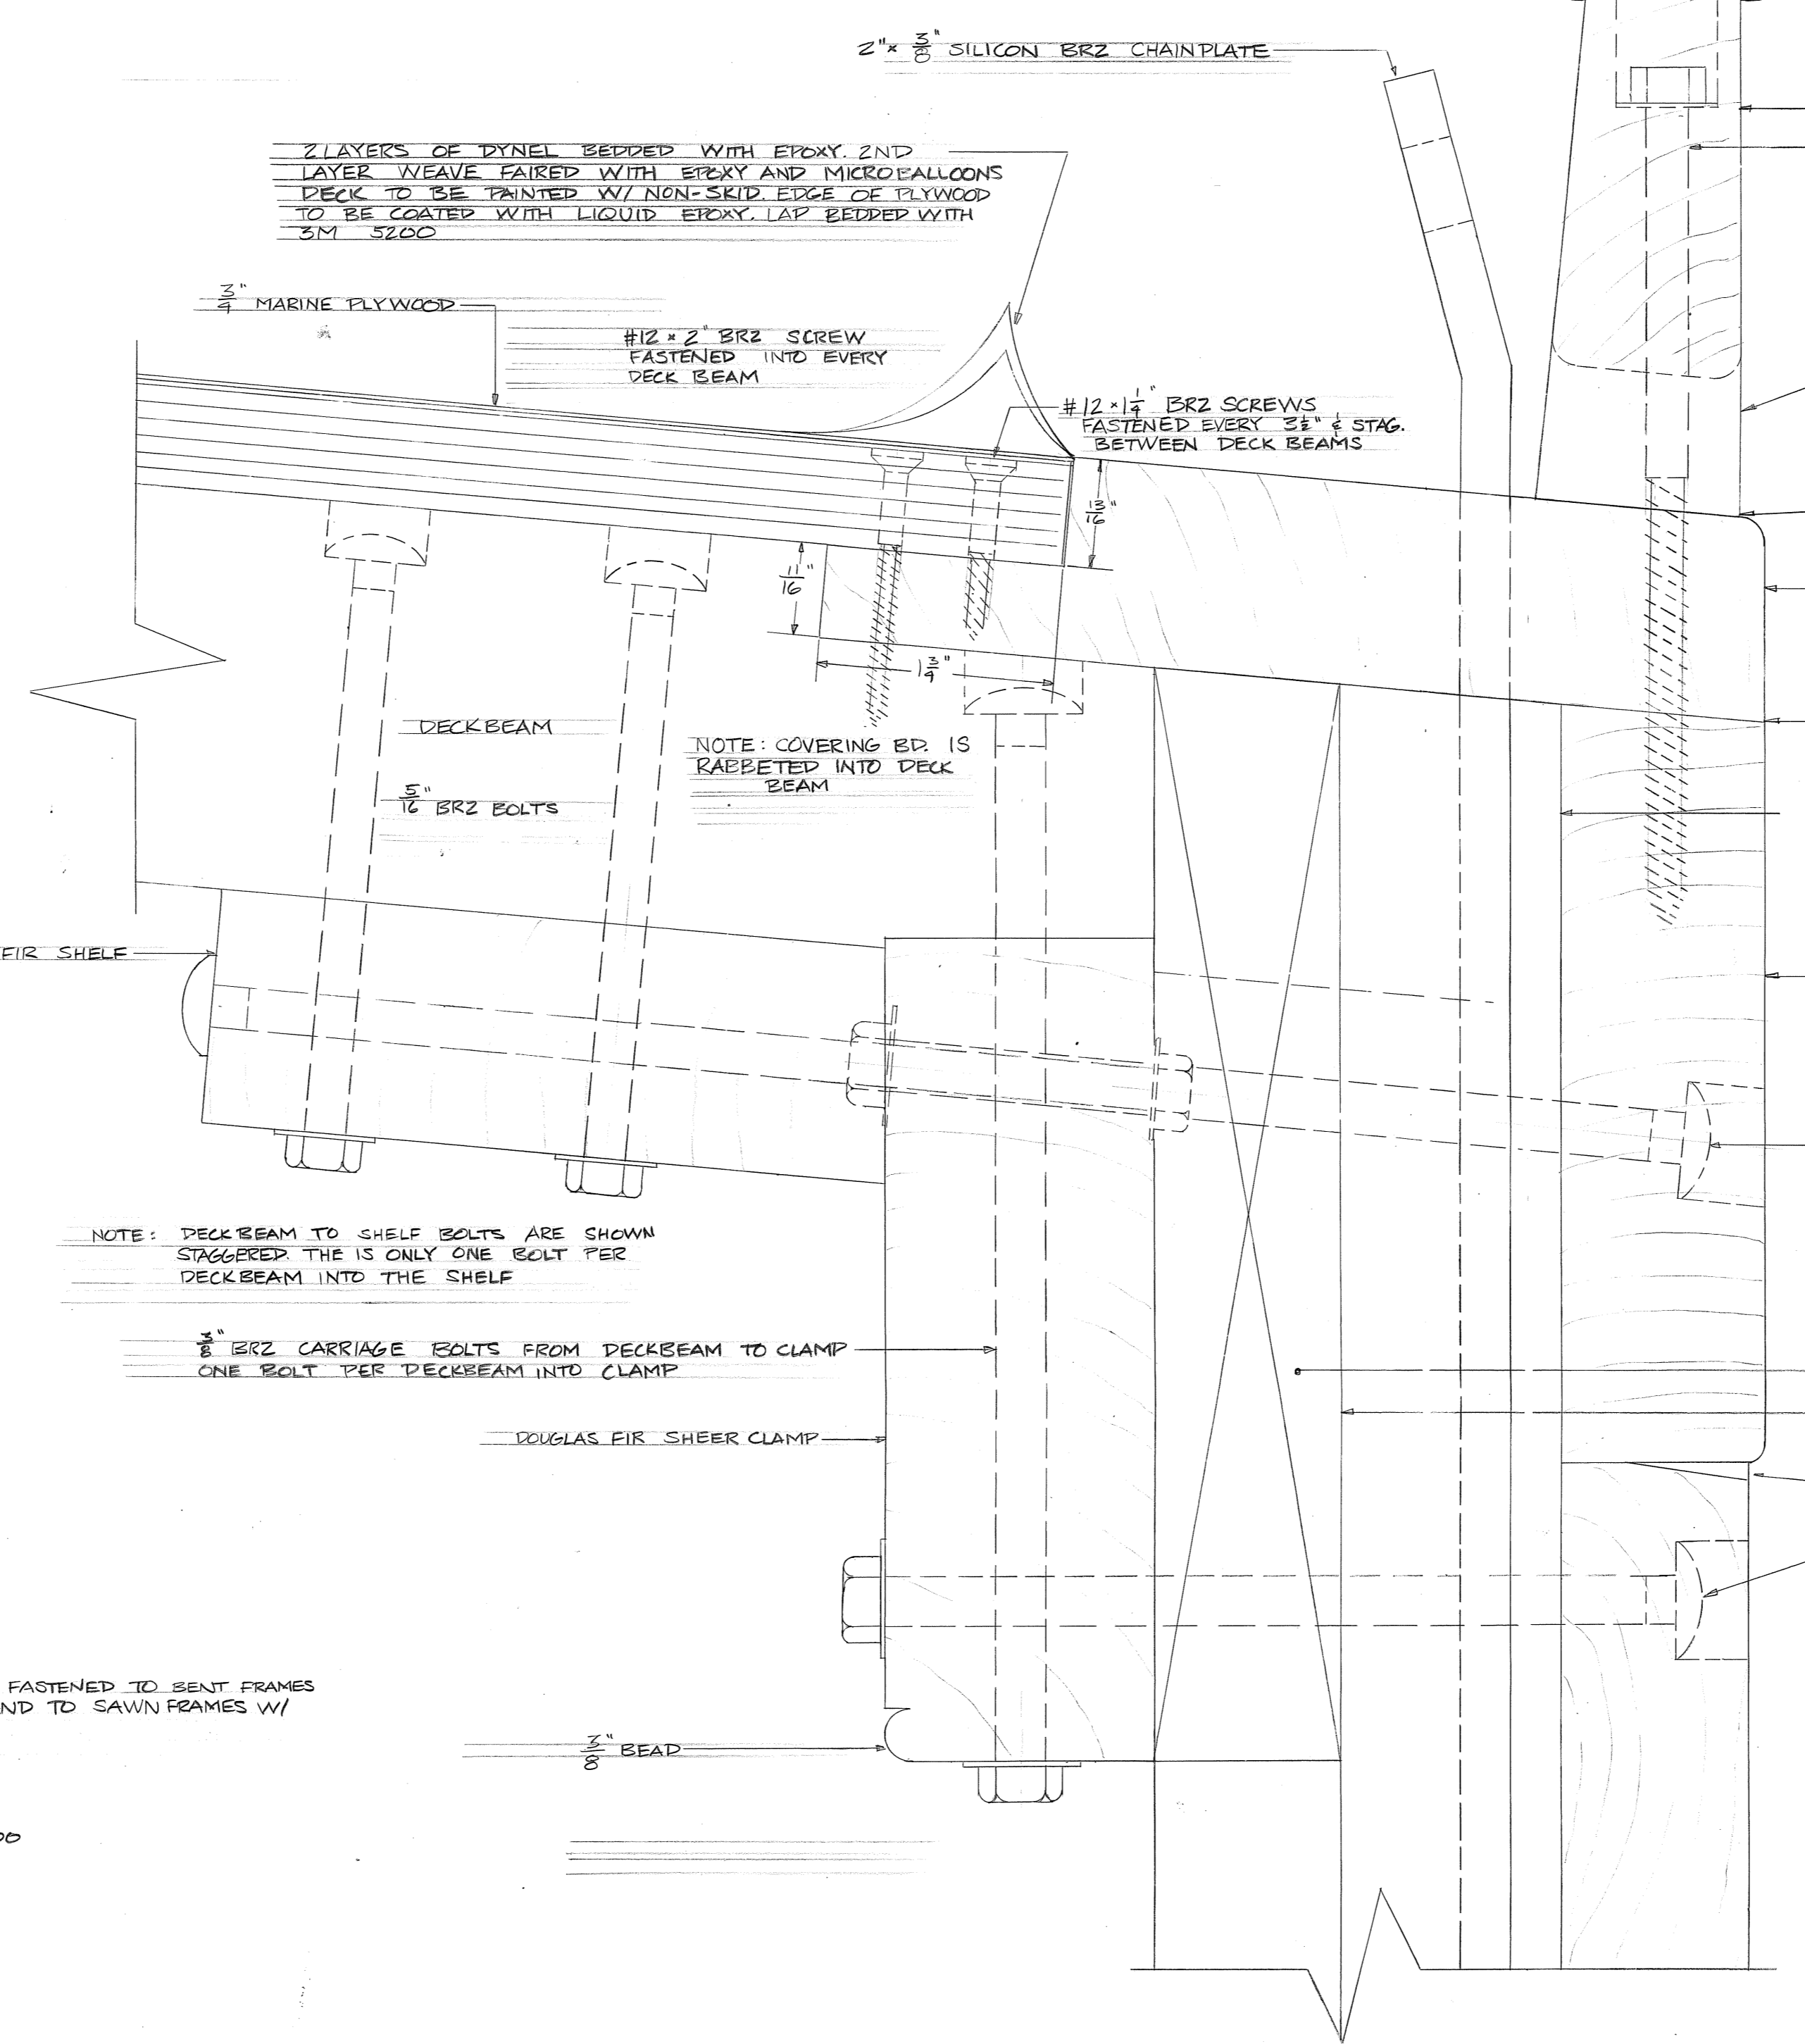 2" x 3/8" SILICON BRZ CHAINPLATE
2 LAYERS OF DYNEL BEDDED WITH EPOXY. 2ND
LAYER WEAVE FAIRED WITH EPOXY AND MICROBALLOONS
DECK TO BE PAINTED W/ NON-SKID. EDGE OF PLYWOOD
TO BE COATED WITH LIQUID EPOXY. LAP BEDDED WITH
3M 5200
3/4" MARINE PLYWOOD
#12 x 2" BRZ SCREW
FASTENED INTO EVERY
DECK BEAM
#12 x 1 1/4" BRZ SCREWS
FASTENED EVERY 3 1/2" & STAG.
BETWEEN DECK BEAMS
13/16"
11/16"
1 3/4"
DECKBEAM
NOTE: COVERING BD. IS
RABBETED INTO DECK
BEAM
5/16" BRZ BOLTS
FIR SHELF
NOTE: DECKBEAM TO SHELF BOLTS ARE SHOWN
STAGGERED. THE IS ONLY ONE BOLT PER
DECKBEAM INTO THE SHELF
3/8" BRZ CARRIAGE BOLTS FROM DECKBEAM TO CLAMP
ONE BOLT PER DECKBEAM INTO CLAMP
DOUGLAS FIR SHEER CLAMP
FASTENED TO BENT FRAMES
ND TO SAWN FRAMES W/
3/8" BEAD